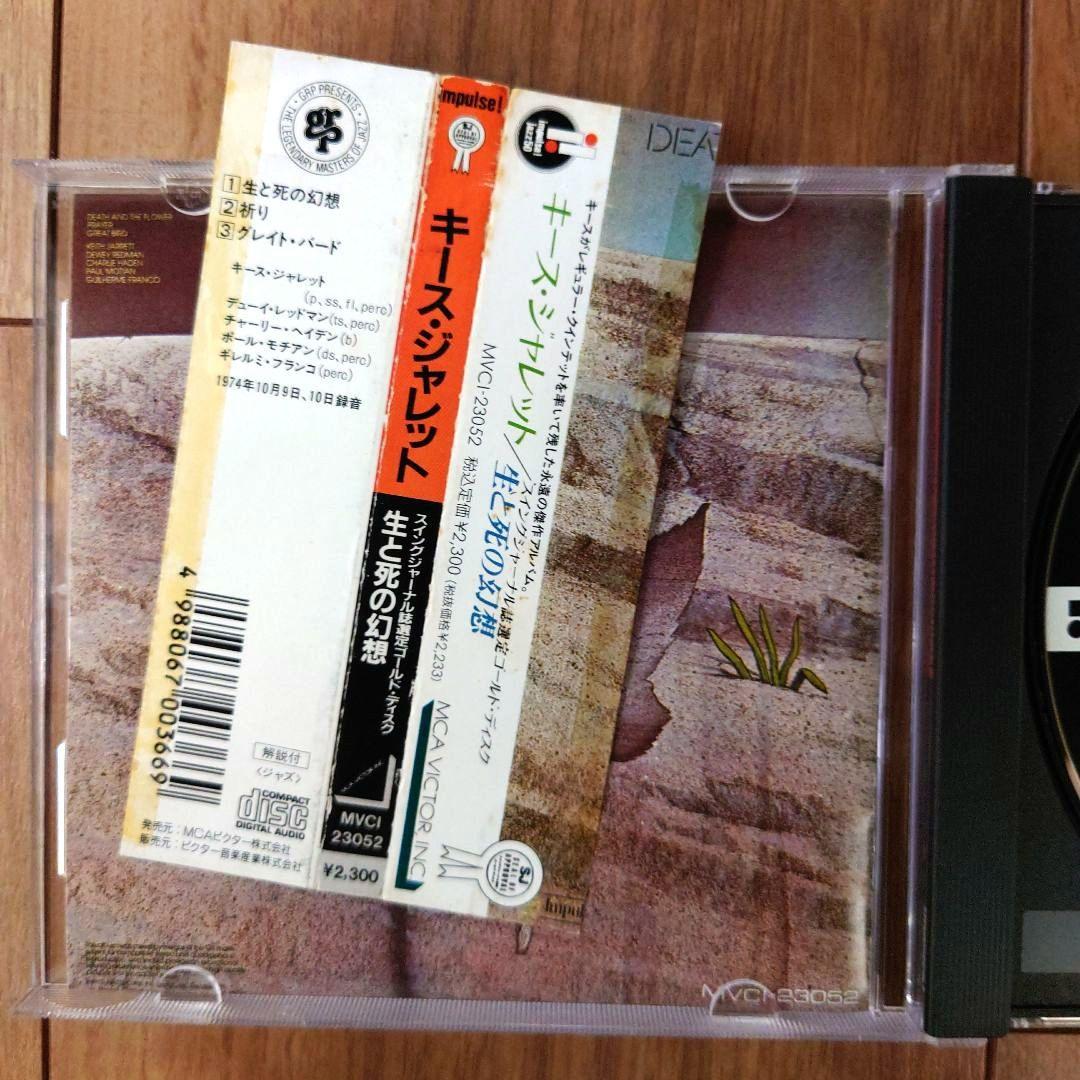 GRP PRESENTS・THE LEGENDARY MASTERS OF JAZZ・
grp
1 生と死の幻想
2 祈り
3 グレイト・バード
キース・ジャレット
(p、ss、fl、perc)
デューイ・レッドマン(ts、perc)
チャーリー・ヘイデン(b)
ポール・モチアン(ds、perc)
ギレルミ・フランコ(perc)
1974年10月9日、10日録音
4 988067 003669
解説付
〈ジャズ〉
COMPACT
disc
DIGITAL AUDIO
発売元:MCAビクター株式会社
販売元:ビクター音楽産業株式会社
impulse!
SJ
キース・ジャレット
スイングジャーナル誌選定ゴールド・ディスク
生と死の幻想
MVCI
23052
¥2,300
キースがレギュラー・クインテットを率いて残した永遠の傑作アルバム。
キース・ジャレット/生と死の幻想
スイングジャーナル誌選定ゴールド・ディスク
MVCI-23052 税込定価¥2,300(税抜価格¥2,233)
MCA VICTOR, INC.
SJ
SEAL OF
APPROVAL
Impul
DEA
DEATH AND THE FLOWER
PRAYER
GREAT BIRD
KEITH JARRETT
DEWEY REDMAN
CHARLIE HADEN
PAUL MOTIAN
GUILHERME FRANCO
MVCI-23052